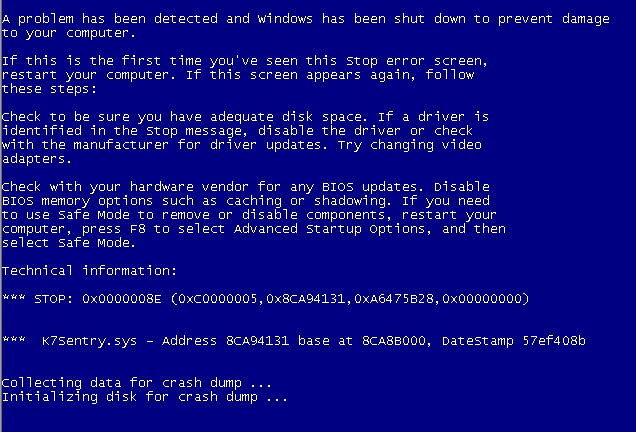 A problem has been detected and Windows has been shut down to prevent damage
to your computer.
If this is the first time you've seen this Stop error screen,
restart your computer. If this screen appears again, follow
these steps:
Check to be sure you have adequate disk space. If a driver is
identified in the Stop message, disable the driver or check
with the manufacturer for driver updates. Try changing video
adapters.
Check with your hardware vendor for any BIOS updates. Disable
BIOS memory options such as caching or shadowing. If you need
to use Safe Mode to remove or disable components, restart your
computer, press F8 to select Advanced Startup Options, and then
select Safe Mode.
Technical information:
*** STOP: 0x0000008E (0xC0000005,0x8CA94131,0xA6475B28,0x00000000)
***  K7Sentry.sys - Address 8CA94131 base at 8CA8B000, DateStamp 57ef408b
Collecting data for crash dump ...
Initializing disk for crash dump ...